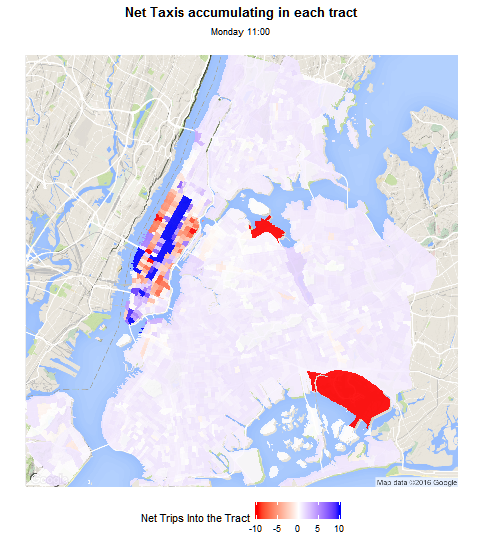 Net Taxis accumulating in each tract
Monday 11:00
Map data ©2016 Google
Net Trips Into the Tract
-10 -5 0 5 10